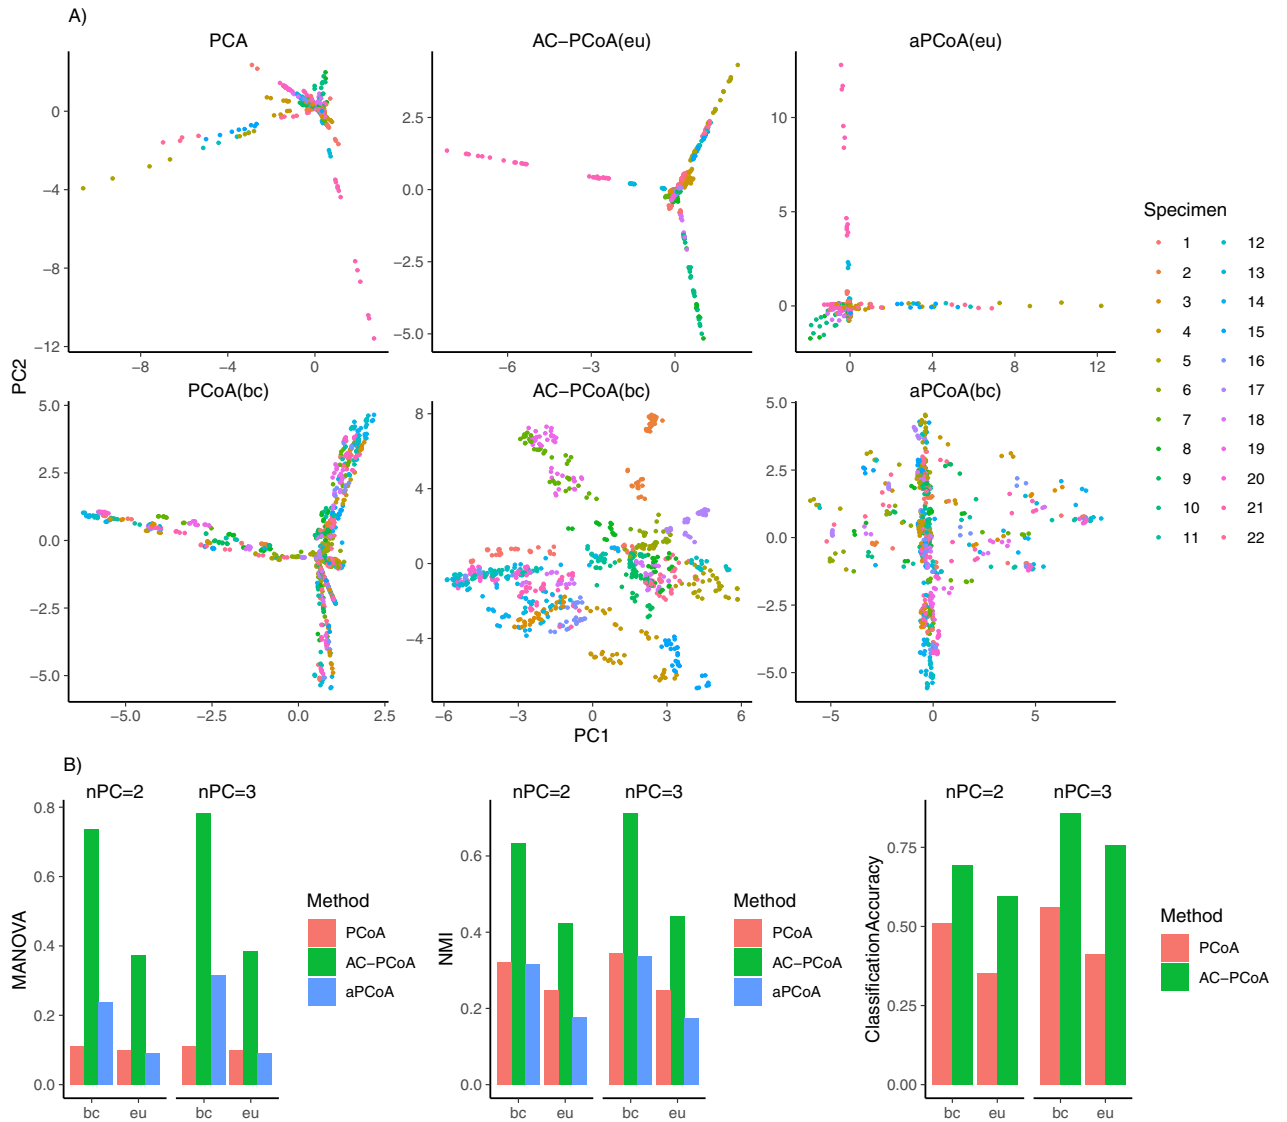 A)
PCA
AC−PCoA(eu)
aPCoA(eu)
0
−4
−8
−12
−8
−4
0
2.5
0.0
−2.5
−5.0
−6
−3
0
10
5
0
0
4
8
12
PC2
PCoA(bc)
AC−PCoA(bc)
aPCoA(bc)
5.0
2.5
0.0
−2.5
−5.0
−5.0
−2.5
0.0
2.5
8
4
0
−4
−6
−3
0
3
6
5.0
2.5
0.0
−2.5
−5.0
−5
0
5
PC1
Specimen
1 12
2 13
3 14
4 15
5 16
6 17
7 18
8 19
9 20
10 21
11 22
B)
nPC=2 nPC=3
MANOVA
0.8
0.6
0.4
0.2
0.0
bc eu bc eu
Method
PCoA
AC−PCoA
aPCoA
nPC=2 nPC=3
NMI
0.6
0.4
0.2
0.0
bc eu bc eu
Method
PCoA
AC−PCoA
aPCoA
nPC=2 nPC=3
ClassificationAccuracy
0.75
0.50
0.25
0.00
bc eu bc eu
Method
PCoA
AC−PCoA